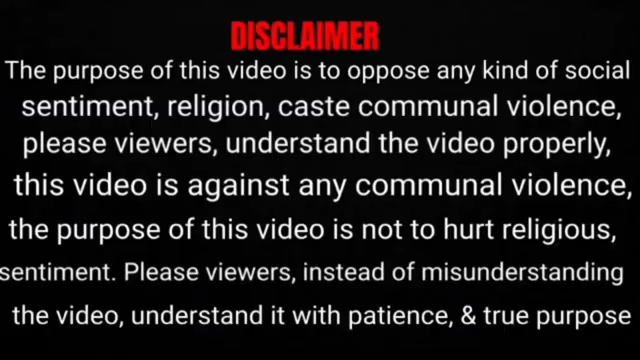 DISCLAIMER
The purpose of this video is to oppose any kind of social
sentiment, religion, caste communal violence,
please viewers, understand the video properly,
this video is against any communal violence,
the purpose of this video is not to hurt religious,
sentiment. Please viewers, instead of misunderstanding
the video, understand it with patience, & true purpose